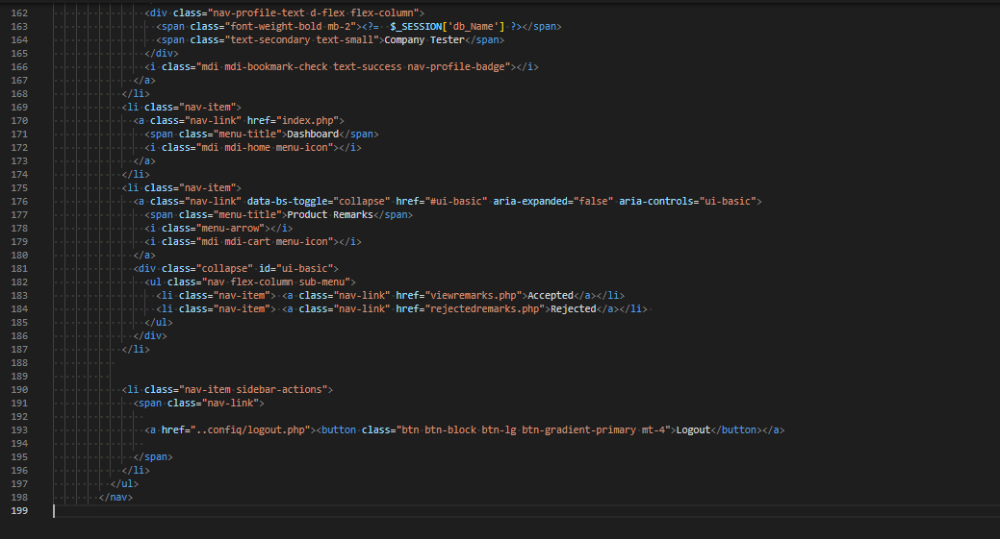 162 <div class="nav-profile-text d-flex flex-column">
163 <span class="font-weight-bold mb-2"><?= $_SESSION['db_Name'] ?></span>
164 <span class="text-secondary text-small">Company Tester</span>
165 </div>
166 <i class="mdi mdi-bookmark-check text-success nav-profile-badge"></i>
167 </a>
168 </li>
169 <li class="nav-item">
170 <a class="nav-link" href="index.php">
171 <span class="menu-title">Dashboard</span>
172 <i class="mdi mdi-home menu-icon"></i>
173 </a>
174 </li>
175 <li class="nav-item">
176 <a class="nav-link" data-bs-toggle="collapse" href="#ui-basic" aria-expanded="false" aria-controls="ui-basic">
177 <span class="menu-title">Product Remarks</span>
178 <i class="menu-arrow"></i>
179 <i class="mdi mdi-cart menu-icon"></i>
180 </a>
181 <div class="collapse" id="ui-basic">
182 <ul class="nav flex-column sub-menu">
183 <li class="nav-item"> <a class="nav-link" href="viewremarks.php">Accepted</a></li>
184 <li class="nav-item"> <a class="nav-link" href="rejectedremarks.php">Rejected</a></li>
185 </ul>
186 </div>
187 </li>
188
189
190 <li class="nav-item sidebar-actions">
191 <span class="nav-link">
192
193 <a href="..config/logout.php"><button class="btn btn-block btn-lg btn-gradient-primary mt-4">Logout</button></a>
194
195 </span>
196 </li>
197 </ul>
198 </nav>
199